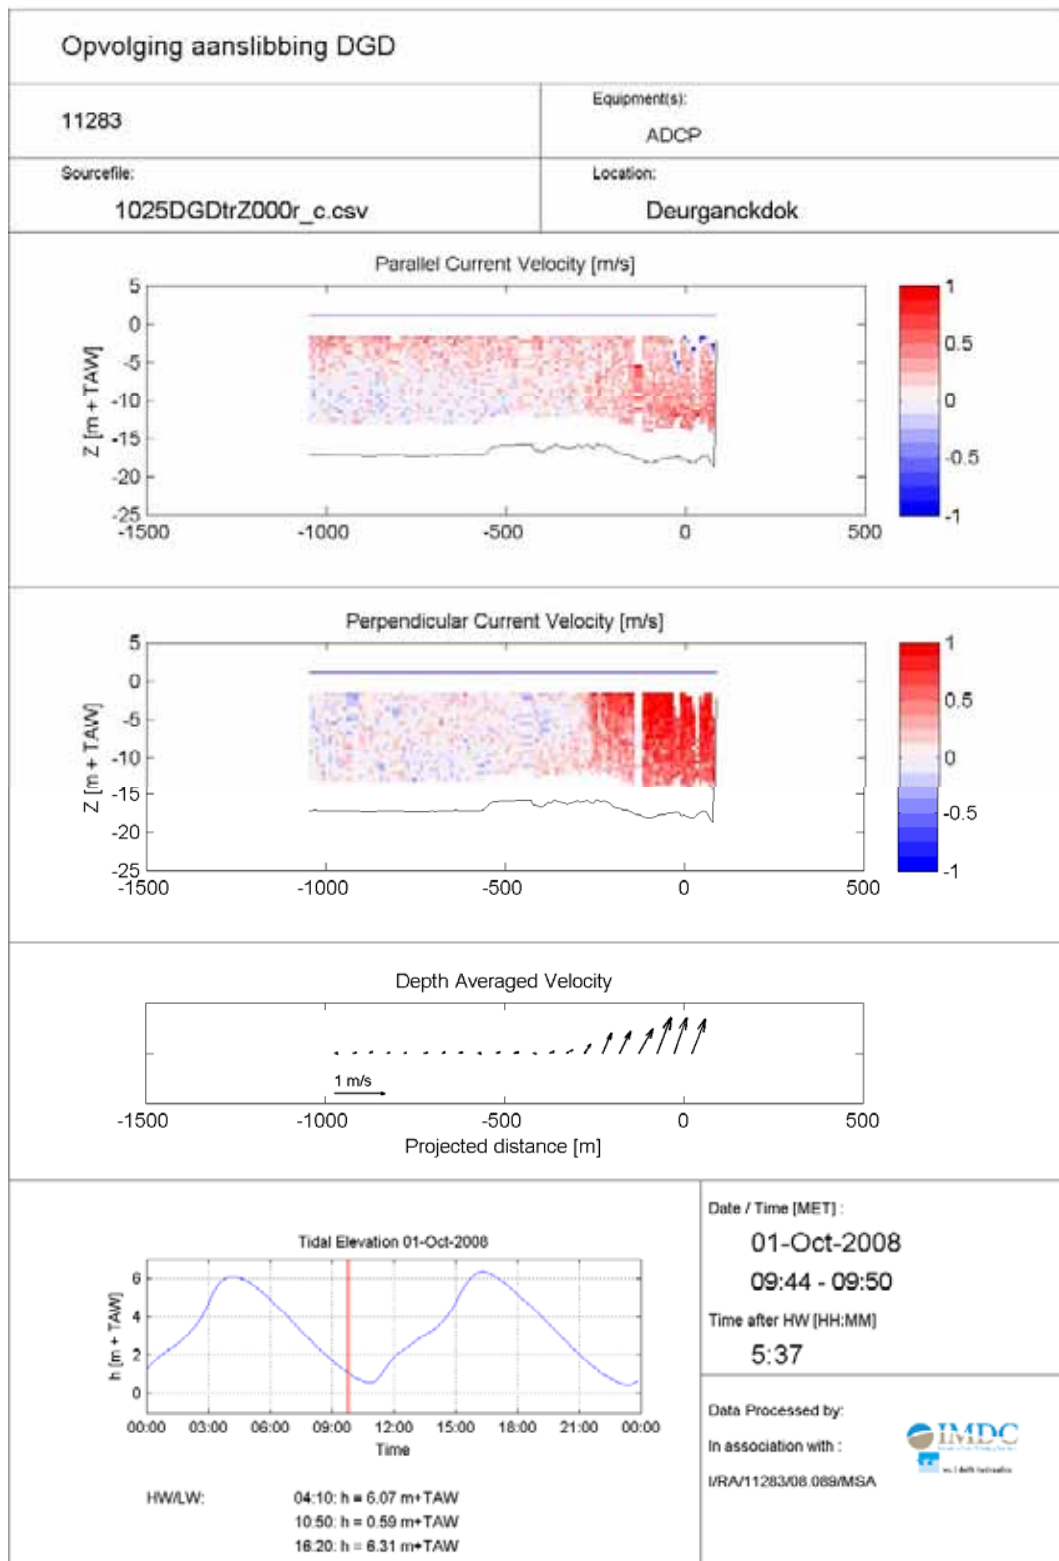 Opvolging aanslibbing DGD
11283
Equipment(s):
ADCP
Sourcefile:
1025DGDtrZ000r_c.csv
Location:
Deurganckdok
Parallel Current Velocity [m/s]
Z [m + TAW]
5
0
-5
-10
-15
-20
-25
-1500
-1000
-500
0
500
1
0.5
0
-0.5
-1
Perpendicular Current Velocity [m/s]
Z [m + TAW]
5
0
-5
-10
-15
-20
-25
-1500
-1000
-500
0
500
1
0.5
0
-0.5
-1
Depth Averaged Velocity
1 m/s
-1500
-1000
-500
0
500
Projected distance [m]
Tidal Elevation 01-Oct-2008
h [m + TAW]
6
4
2
0
00:00
03:00
06:00
09:00
12:00
15:00
18:00
21:00
00:00
Time
HW/LW:
04:10: h = 6.07 m+TAW
10:50: h = 0.59 m+TAW
16:20: h = 6.31 m+TAW
Date / Time [MET] :
01-Oct-2008
09:44 - 09:50
Time after HW [HH:MM]
5:37
Data Processed by:
In association with :
I/RA/11283/08.089/MSA
IMDC
wl | delft hydraulics